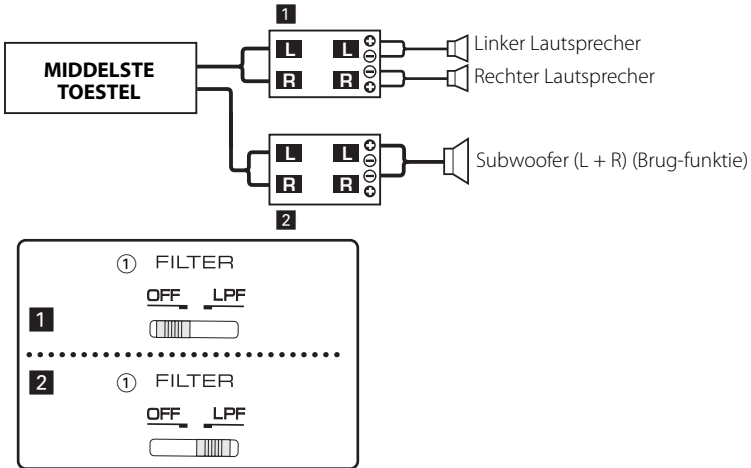 1
MIDDELSTE
TOESTEL
L L ⊕ Linker Lautsprecher
⊖
⊖
R R ⊕ Rechter Lautsprecher
L L ⊕
⊖ Subwoofer (L + R) (Brug-funktie)
⊖
R R ⊕
2
① FILTER
OFF LPF
1
2 ① FILTER
OFF LPF